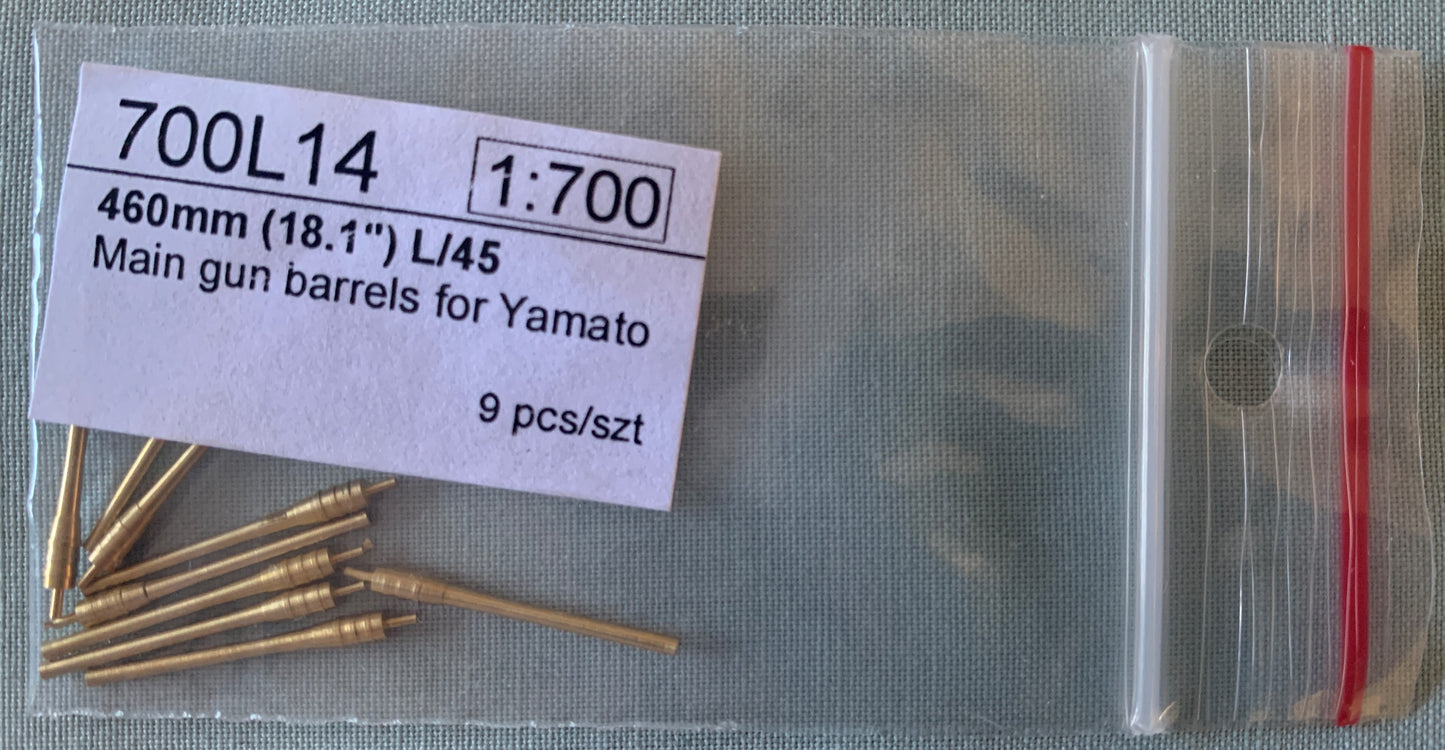 700L14 1:700
460mm (18.1") L/45
Main gun barrels for Yamato
9 pcs/szt